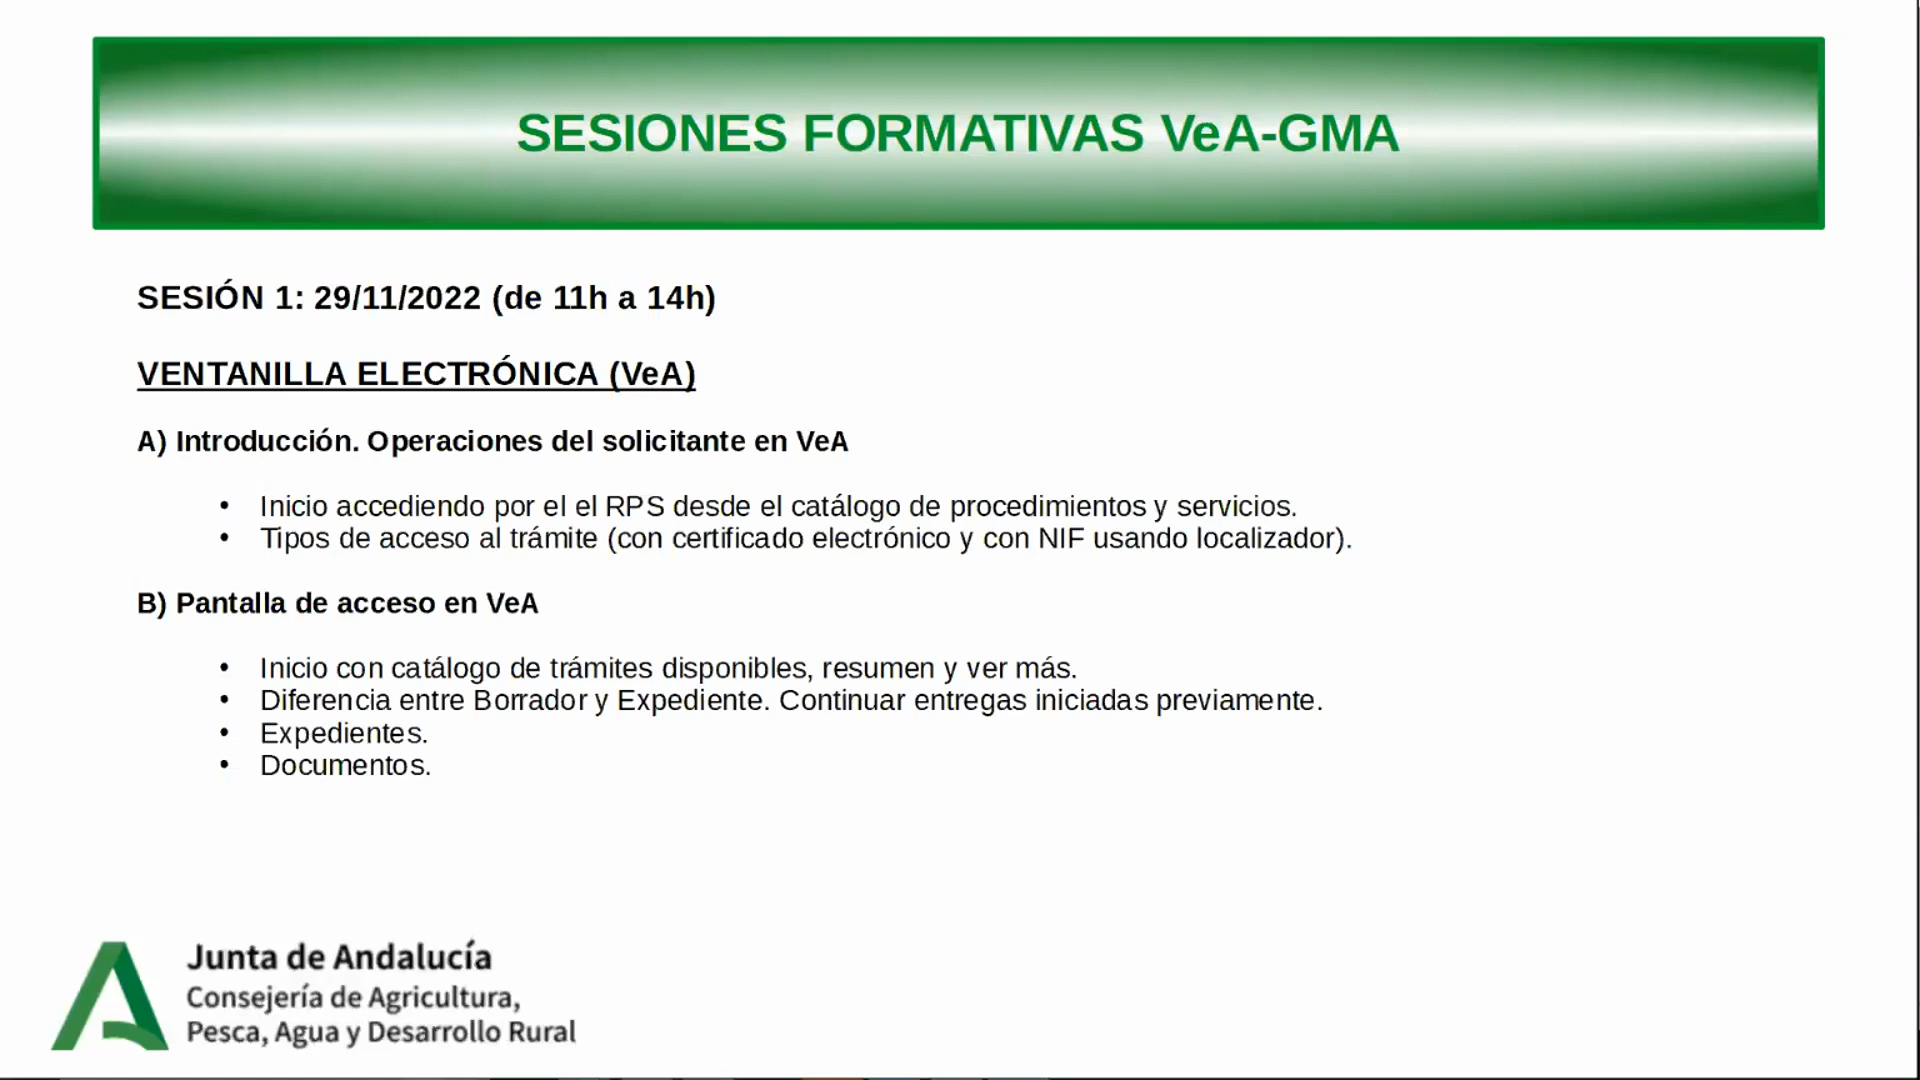 SESIONES FORMATIVAS VeA-GMA
SESIÓN 1: 29/11/2022 (de 11h a 14h)
VENTANILLA ELECTRÓNICA (VeA)
A) Introducción. Operaciones del solicitante en VeA
• Inicio accediendo por el el RPS desde el catálogo de procedimientos y servicios.
• Tipos de acceso al trámite (con certificado electrónico y con NIF usando localizador).
B) Pantalla de acceso en VeA
• Inicio con catálogo de trámites disponibles, resumen y ver más.
• Diferencia entre Borrador y Expediente. Continuar entregas iniciadas previamente.
• Expedientes.
• Documentos.
Junta de Andalucía
Consejería de Agricultura,
Pesca, Agua y Desarrollo Rural